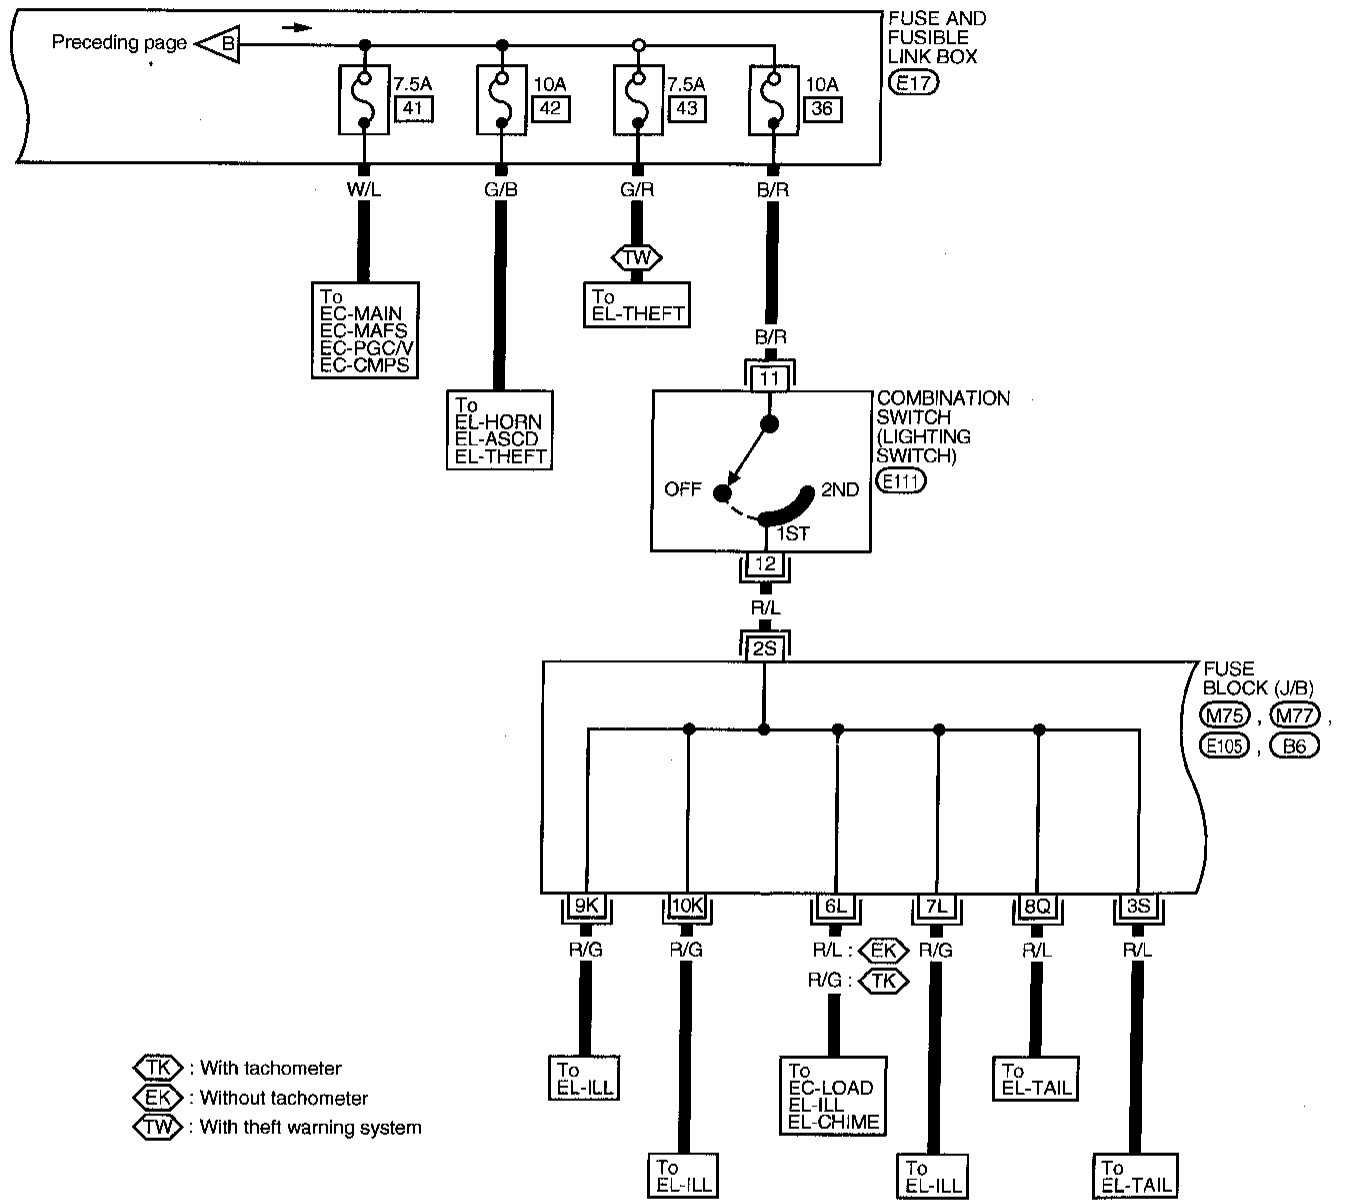 Preceding page B
FUSE AND
FUSIBLE
LINK BOX
E17
7.5A
41
10A
42
7.5A
43
10A
36
W/L
G/B
G/R
B/R
TW
To
EC-MAIN
EC-MAFS
EC-PGC/V
EC-CMPS
To
EL-HORN
EL-ASCD
EL-THEFT
To
EL-THEFT
B/R
11
COMBINATION
SWITCH
(LIGHTING
SWITCH)
E111
OFF
2ND
1ST
12
R/L
2S
FUSE
BLOCK (J/B)
M75 , M77 ,
E105 , B6
9K
10K
6L
7L
8Q
3S
R/G
R/G
R/L : EK
R/G : TK
R/G
R/L
R/L
To
EL-ILL
To
EL-ILL
To
EC-LOAD
EL-ILL
EL-CHIME
To
EL-ILL
To
EL-TAIL
To
EL-TAIL
TK : With tachometer
EK : Without tachometer
TW : With theft warning system